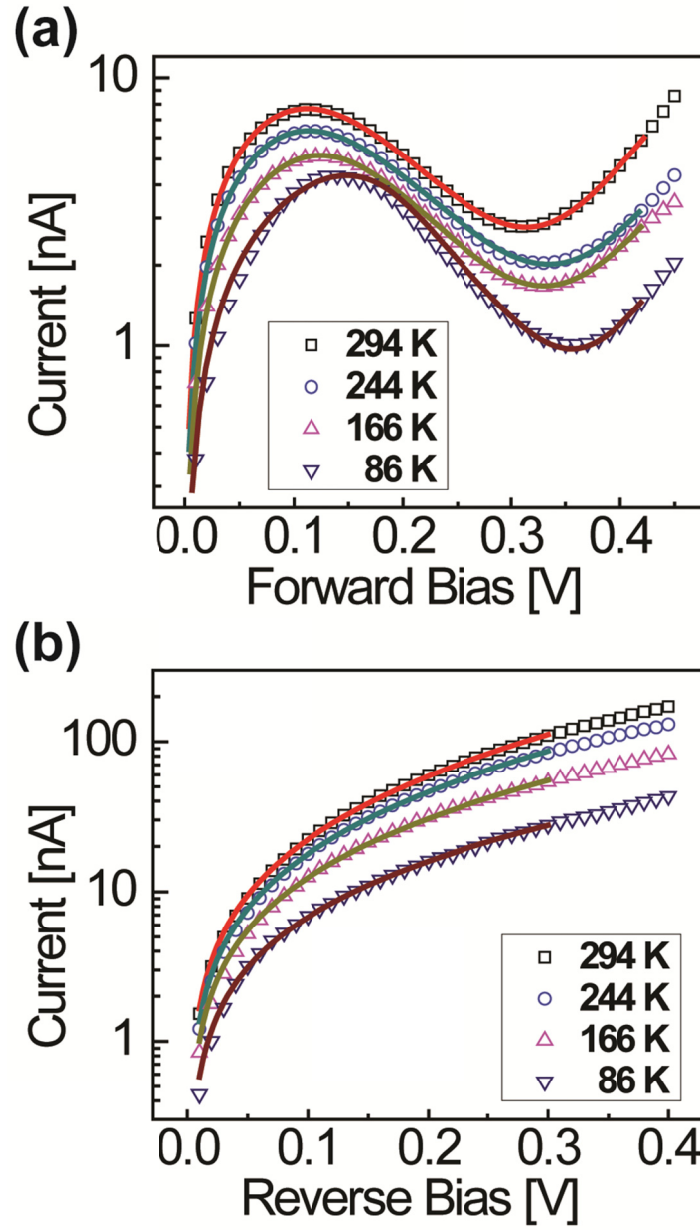 (a)
10
1
Current [nA]
294 K
244 K
166 K
86 K
0.0 0.1 0.2 0.3 0.4
Forward Bias [V]
(b)
100
10
1
Current [nA]
294 K
244 K
166 K
86 K
0.0 0.1 0.2 0.3 0.4
Reverse Bias [V]